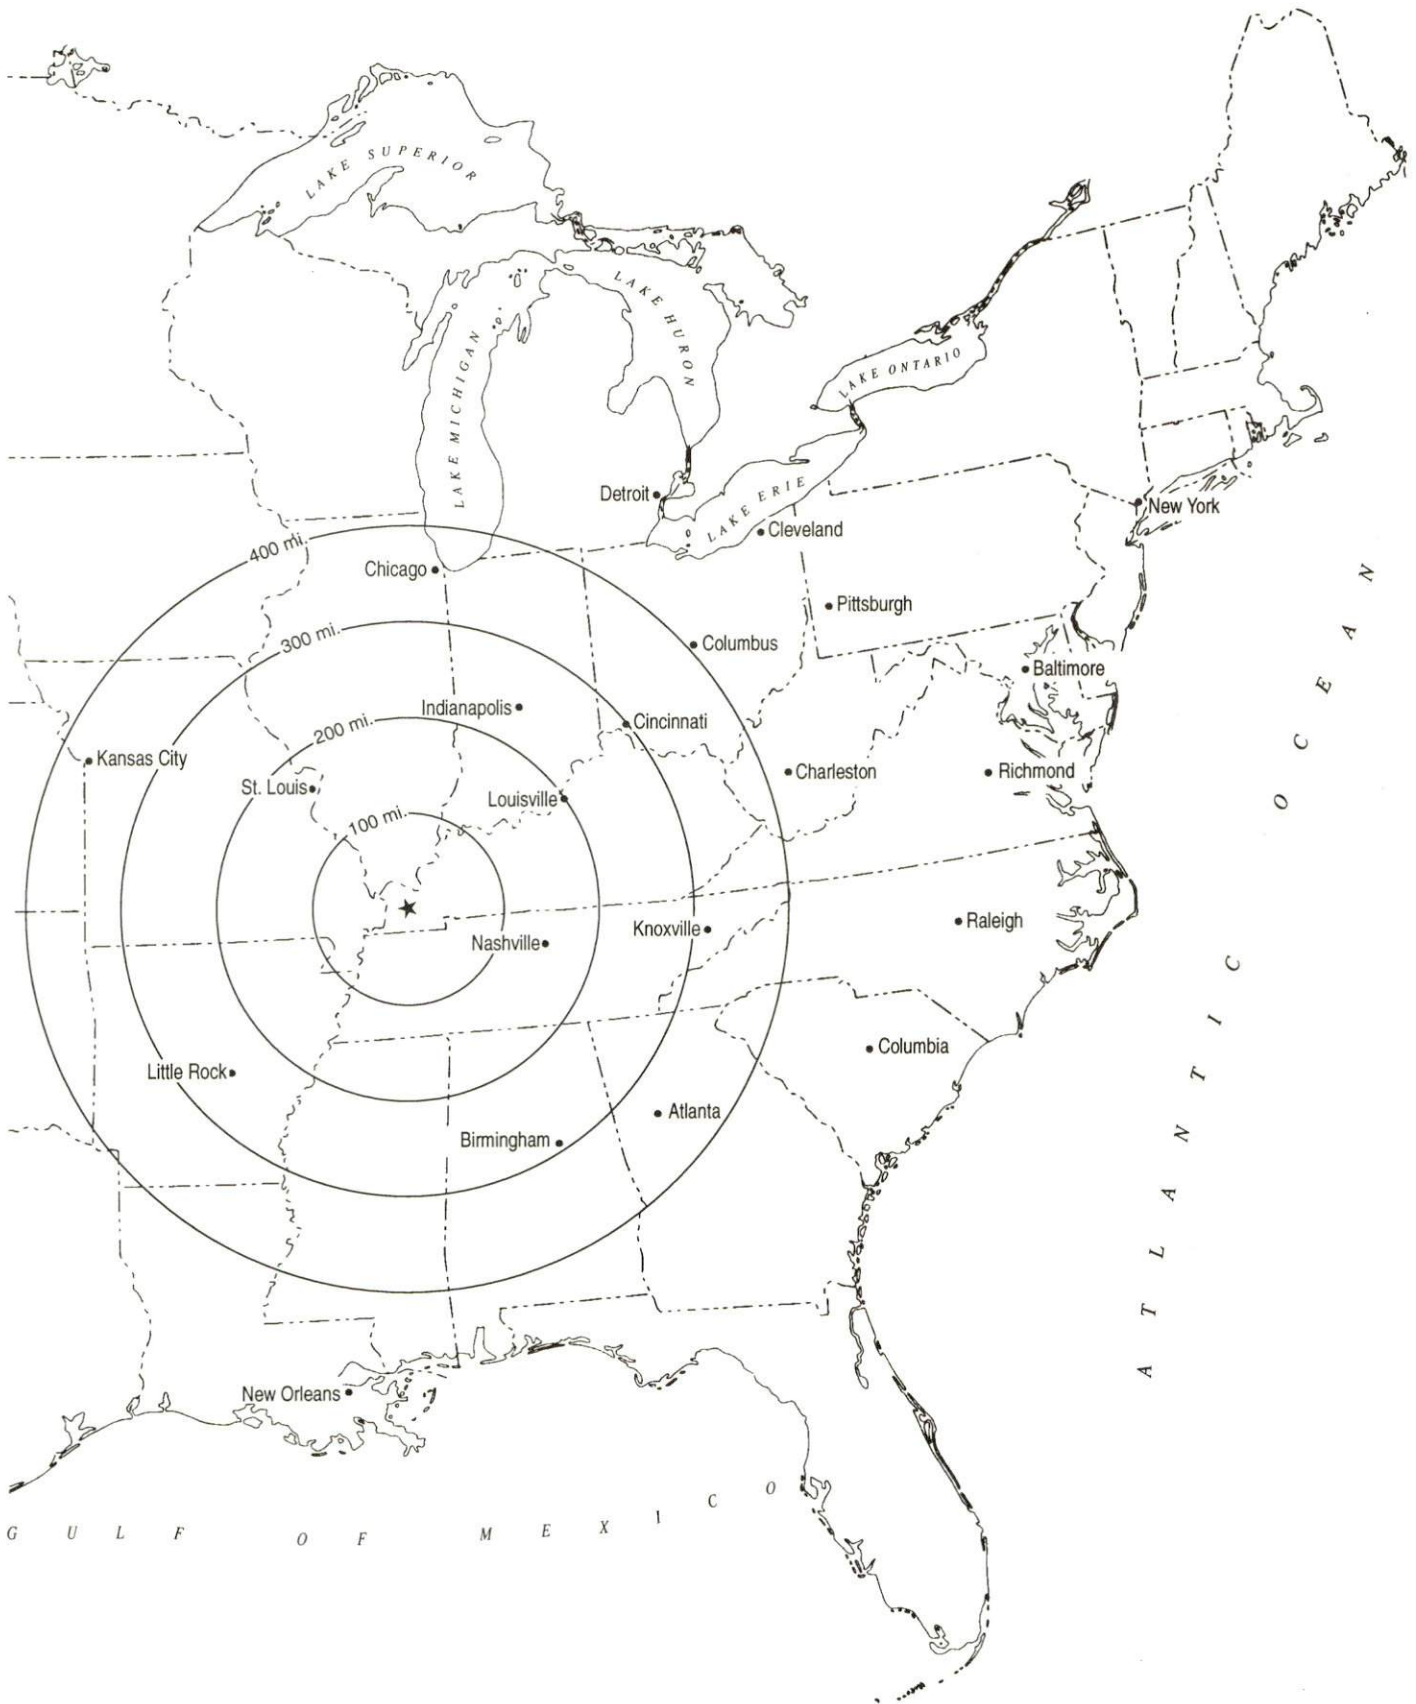 LAKE SUPERIOR
LAKE HURON
LAKE MICHIGAN
LAKE ONTARIO
LAKE ERIE
Detroit
New York
Cleveland
400 mi.
Chicago
Pittsburgh
300 mi.
Columbus
Baltimore
Indianapolis
Cincinnati
200 mi.
Kansas City
Charleston
Richmond
St. Louis
Louisville
100 mi.
Raleigh
Knoxville
Nashville
Columbia
Little Rock
Atlanta
Birmingham
New Orleans
ATLANTIC OCEAN
GULF OF MEXICO